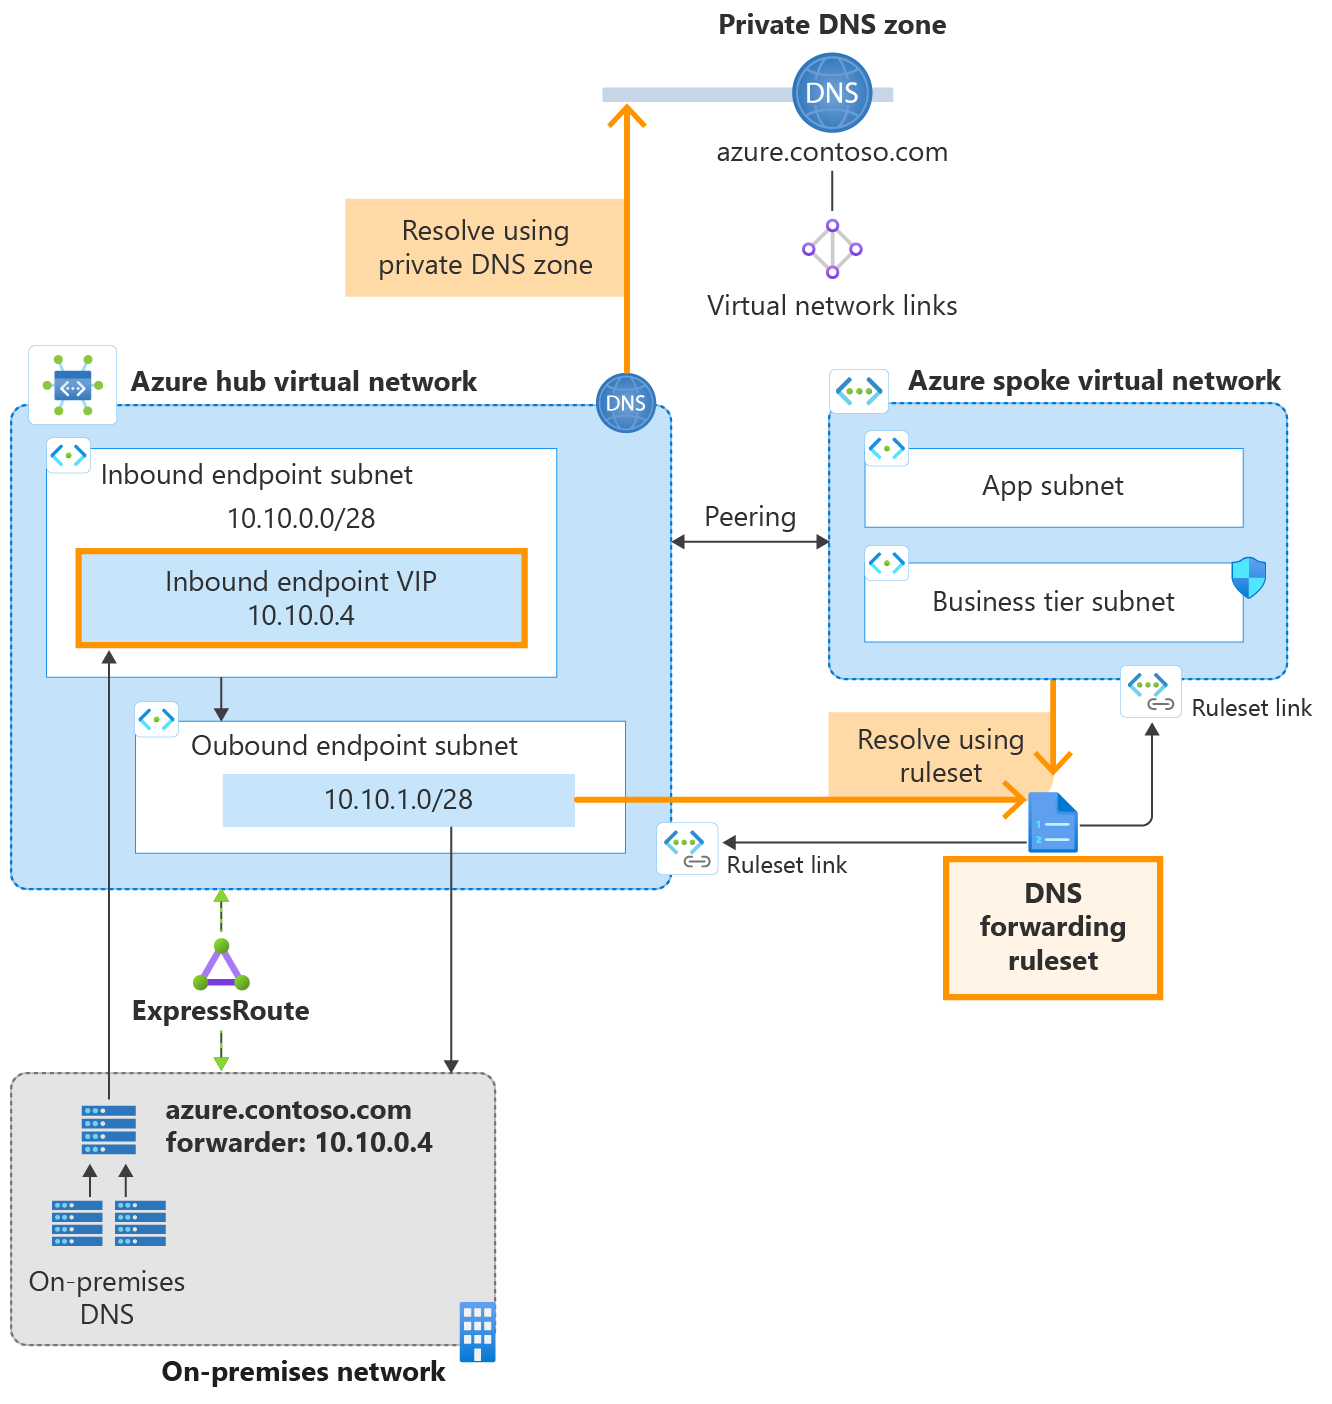 Private DNS zone
DNS
azure.contoso.com
Virtual network links
Resolve using
private DNS zone
Azure hub virtual network
DNS
Inbound endpoint subnet
10.10.0.0/28
Inbound endpoint VIP
10.10.0.4
Oubound endpoint subnet
10.10.1.0/28
Peering
Azure spoke virtual network
App subnet
Business tier subnet
Ruleset link
Resolve using
ruleset
Ruleset link
1
2
DNS
forwarding
ruleset
ExpressRoute
azure.contoso.com
forwarder: 10.10.0.4
On-premises
DNS
On-premises network